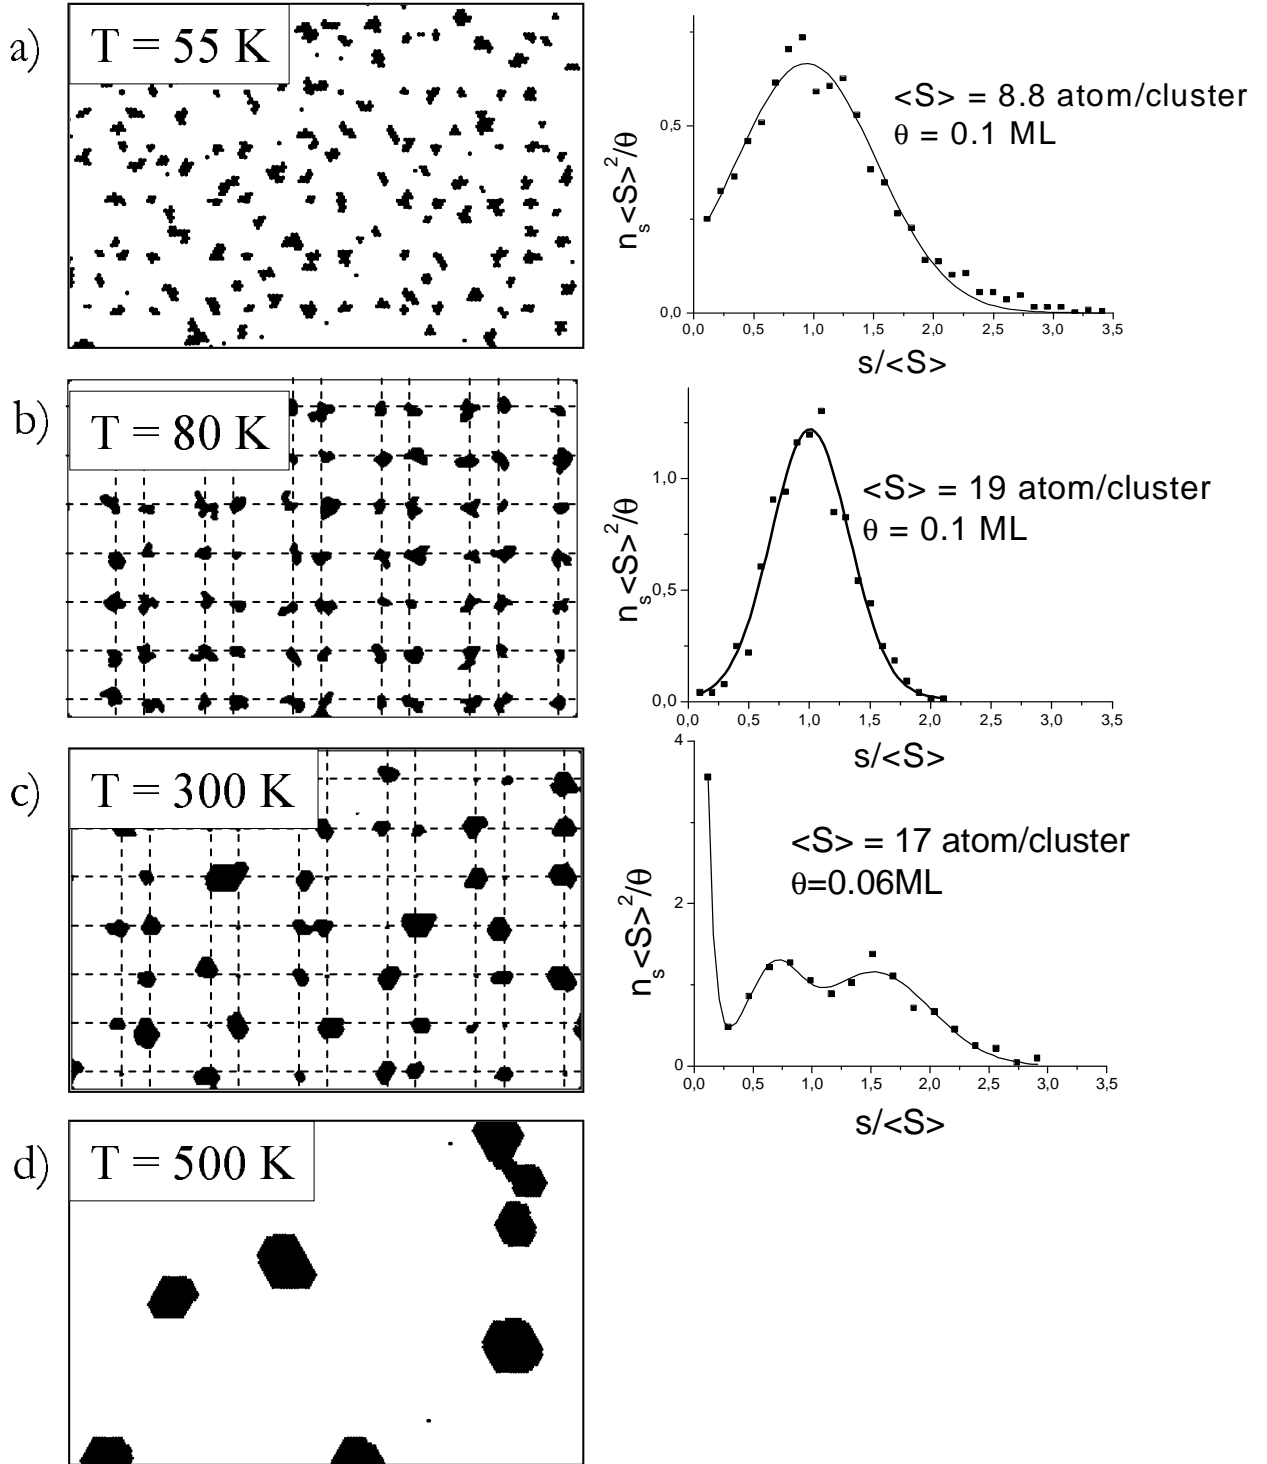 a)
T = 55 K
0,5
0,0
n_s<S>²/θ
<S> = 8.8 atom/cluster
θ = 0.1 ML
0,0 0,5 1,0 1,5 2,0 2,5 3,0 3,5
s/<S>
b)
T = 80 K
1,0
0,5
0,0
n_s<S>²/θ
<S> = 19 atom/cluster
θ = 0.1 ML
0,0 0,5 1,0 1,5 2,0 2,5 3,0 3,5
s/<S>
c)
T = 300 K
4
2
0
n_s<S>²/θ
<S> = 17 atom/cluster
θ=0.06ML
0,0 0,5 1,0 1,5 2,0 2,5 3,0 3,5
s/<S>
d)
T = 500 K